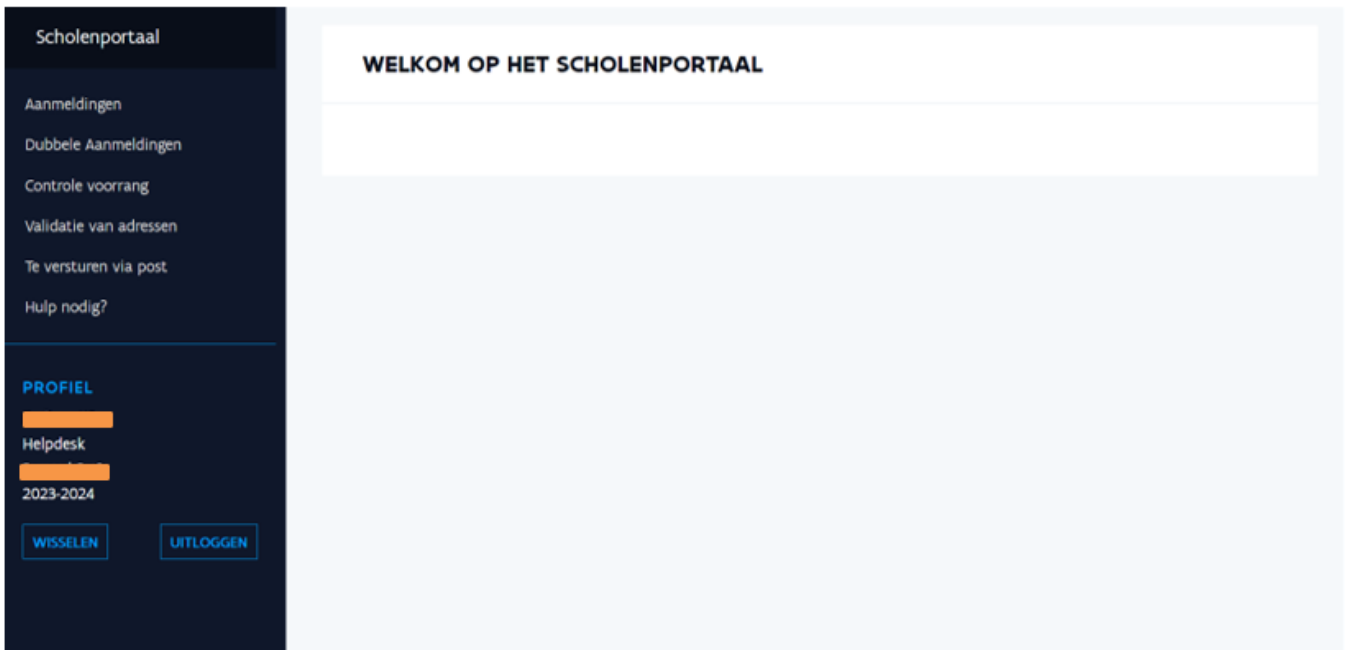 Scholenportaal
Aanmeldingen
Dubbele Aanmeldingen
Controle voorrang
Validatie van adressen
Te versturen via post
Hulp nodig?
PROFIEL
Helpdesk
2023-2024
WISSELEN UITLOGGEN
WELKOM OP HET SCHOLENPORTAAL